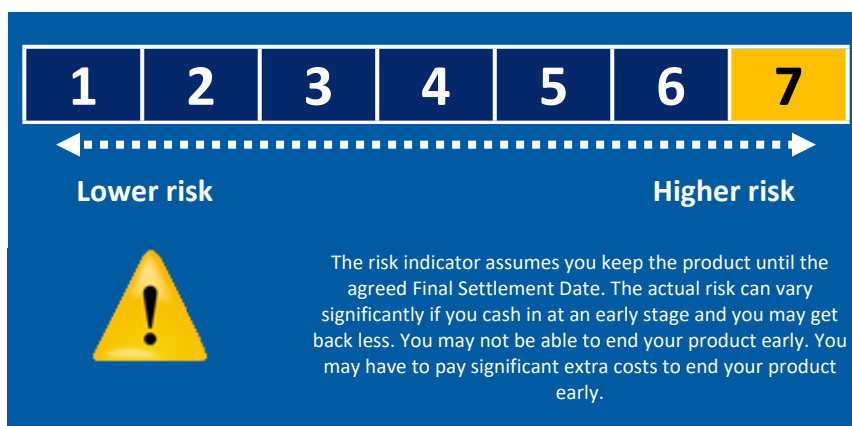 1 2 3 4 5 6 7
Lower risk Higher risk
The risk indicator assumes you keep the product until the
agreed Final Settlement Date. The actual risk can vary
significantly if you cash in at an early stage and you may get
back less. You may not be able to end your product early. You
may have to pay significant extra costs to end your product
early.